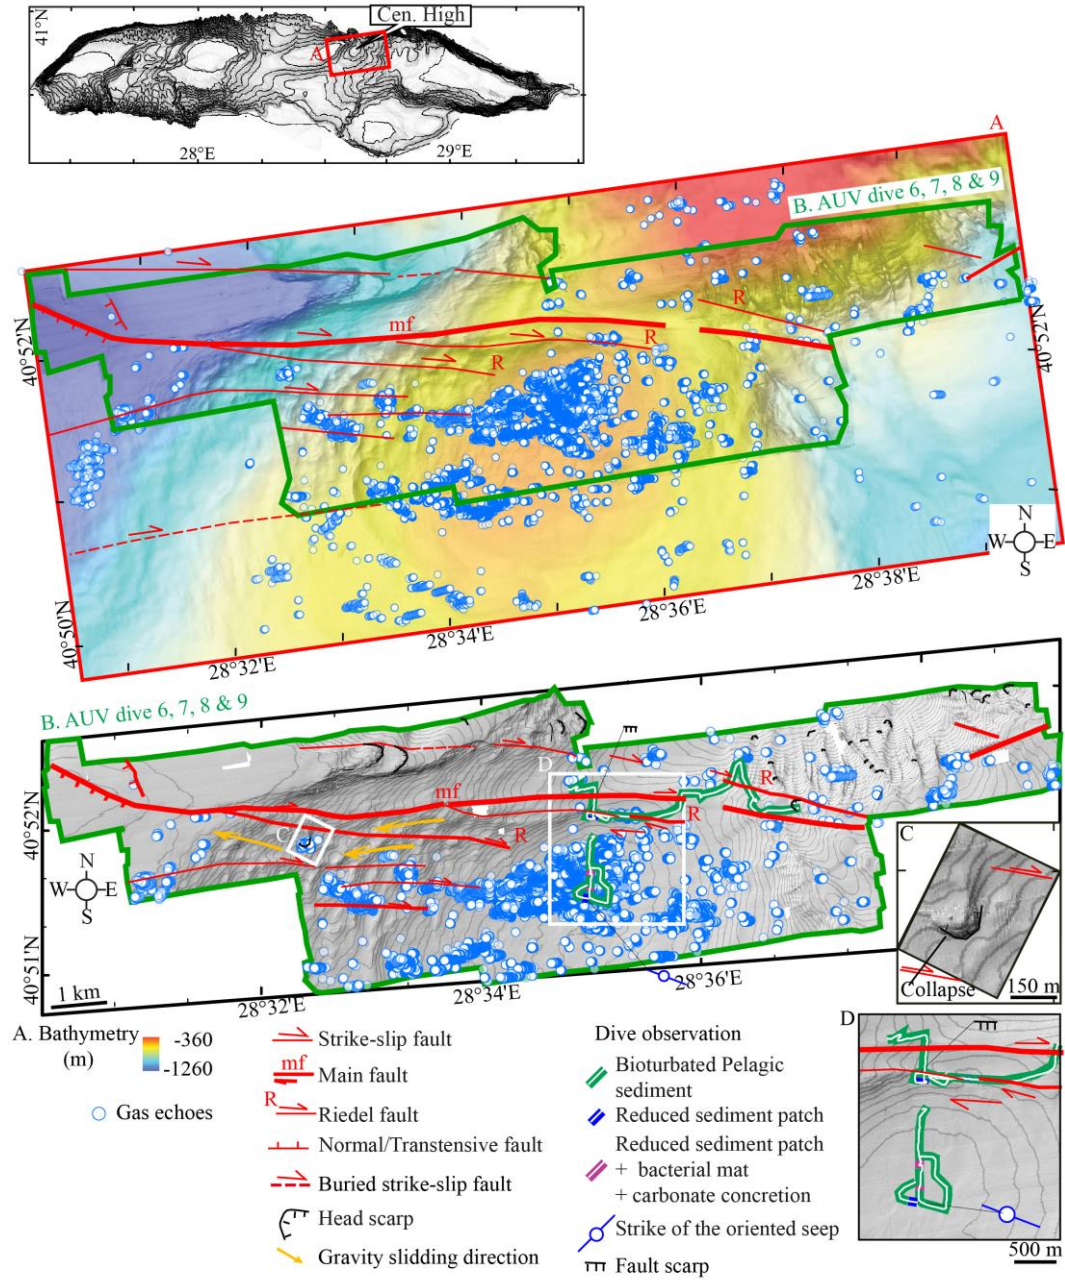 41°N
Cen. High
A
28°E
29°E
A
B. AUV dive 6, 7, 8 & 9
R
mf
R
R
40°52'N
40°52'N
N
W E
S
40°50'N
28°38'E
28°36'E
28°34'E
28°32'E
B. AUV dive 6, 7, 8 & 9
D
R
mf
R
C
R
40°52'N
N
W E
S
C
40°51'N
Collapse
150 m
1 km
28°32'E
28°34'E
28°36'E
A. Bathymetry
(m)
-360
-1260
Gas echoes
Strike-slip fault
mf
Main fault
R
Riedel fault
Normal/Transtensive fault
Buried strike-slip fault
Head scarp
Gravity slidding direction
Dive observation
Bioturbated Pelagic
sediment
Reduced sediment patch
Reduced sediment patch
+ bacterial mat
+ carbonate concretion
Strike of the oriented seep
Fault scarp
D
500 m